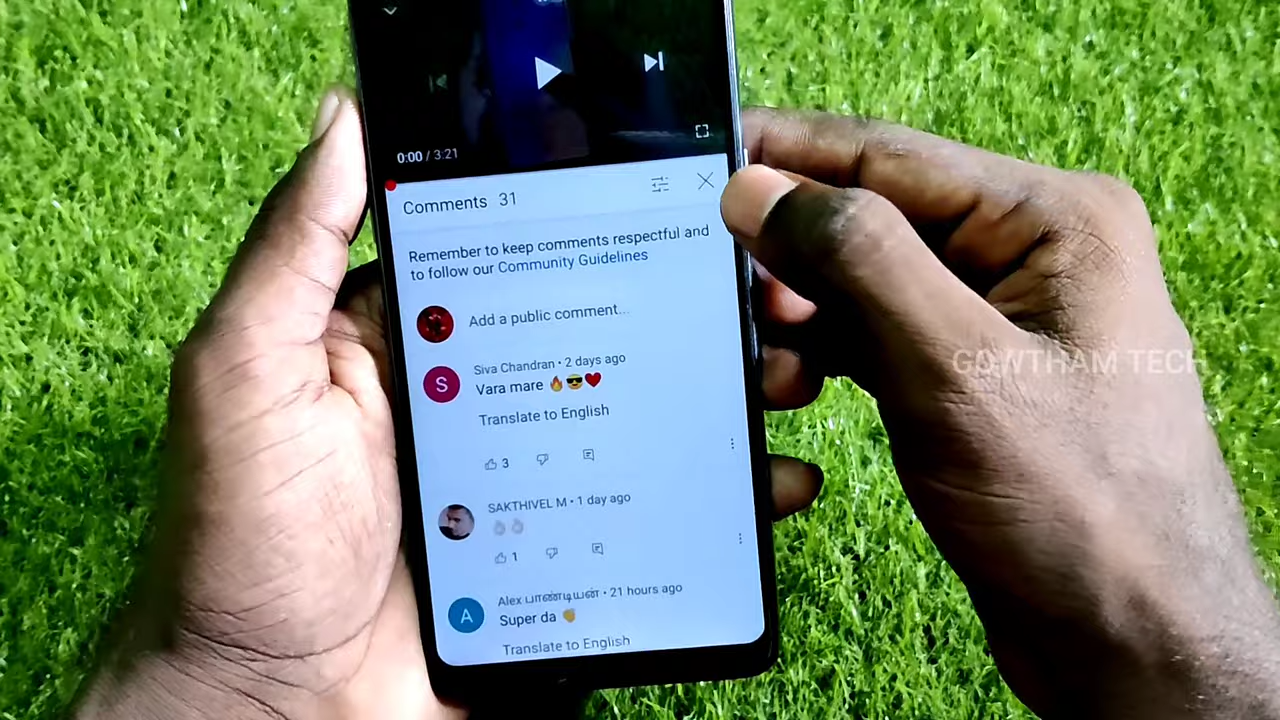 0:00 / 3:21
Comments 31
Remember to keep comments respectful and
to follow our Community Guidelines
Add a public comment...
S
Siva Chandran • 2 days ago
Vara mare 🔥😎❤️
Translate to English
3
SAKTHIVEL M • 1 day ago
👌🏻👌🏻
1
A
Alex பாண்டியன் • 21 hours ago
Super da 👏
Translate to English
GOWTHAM TECH